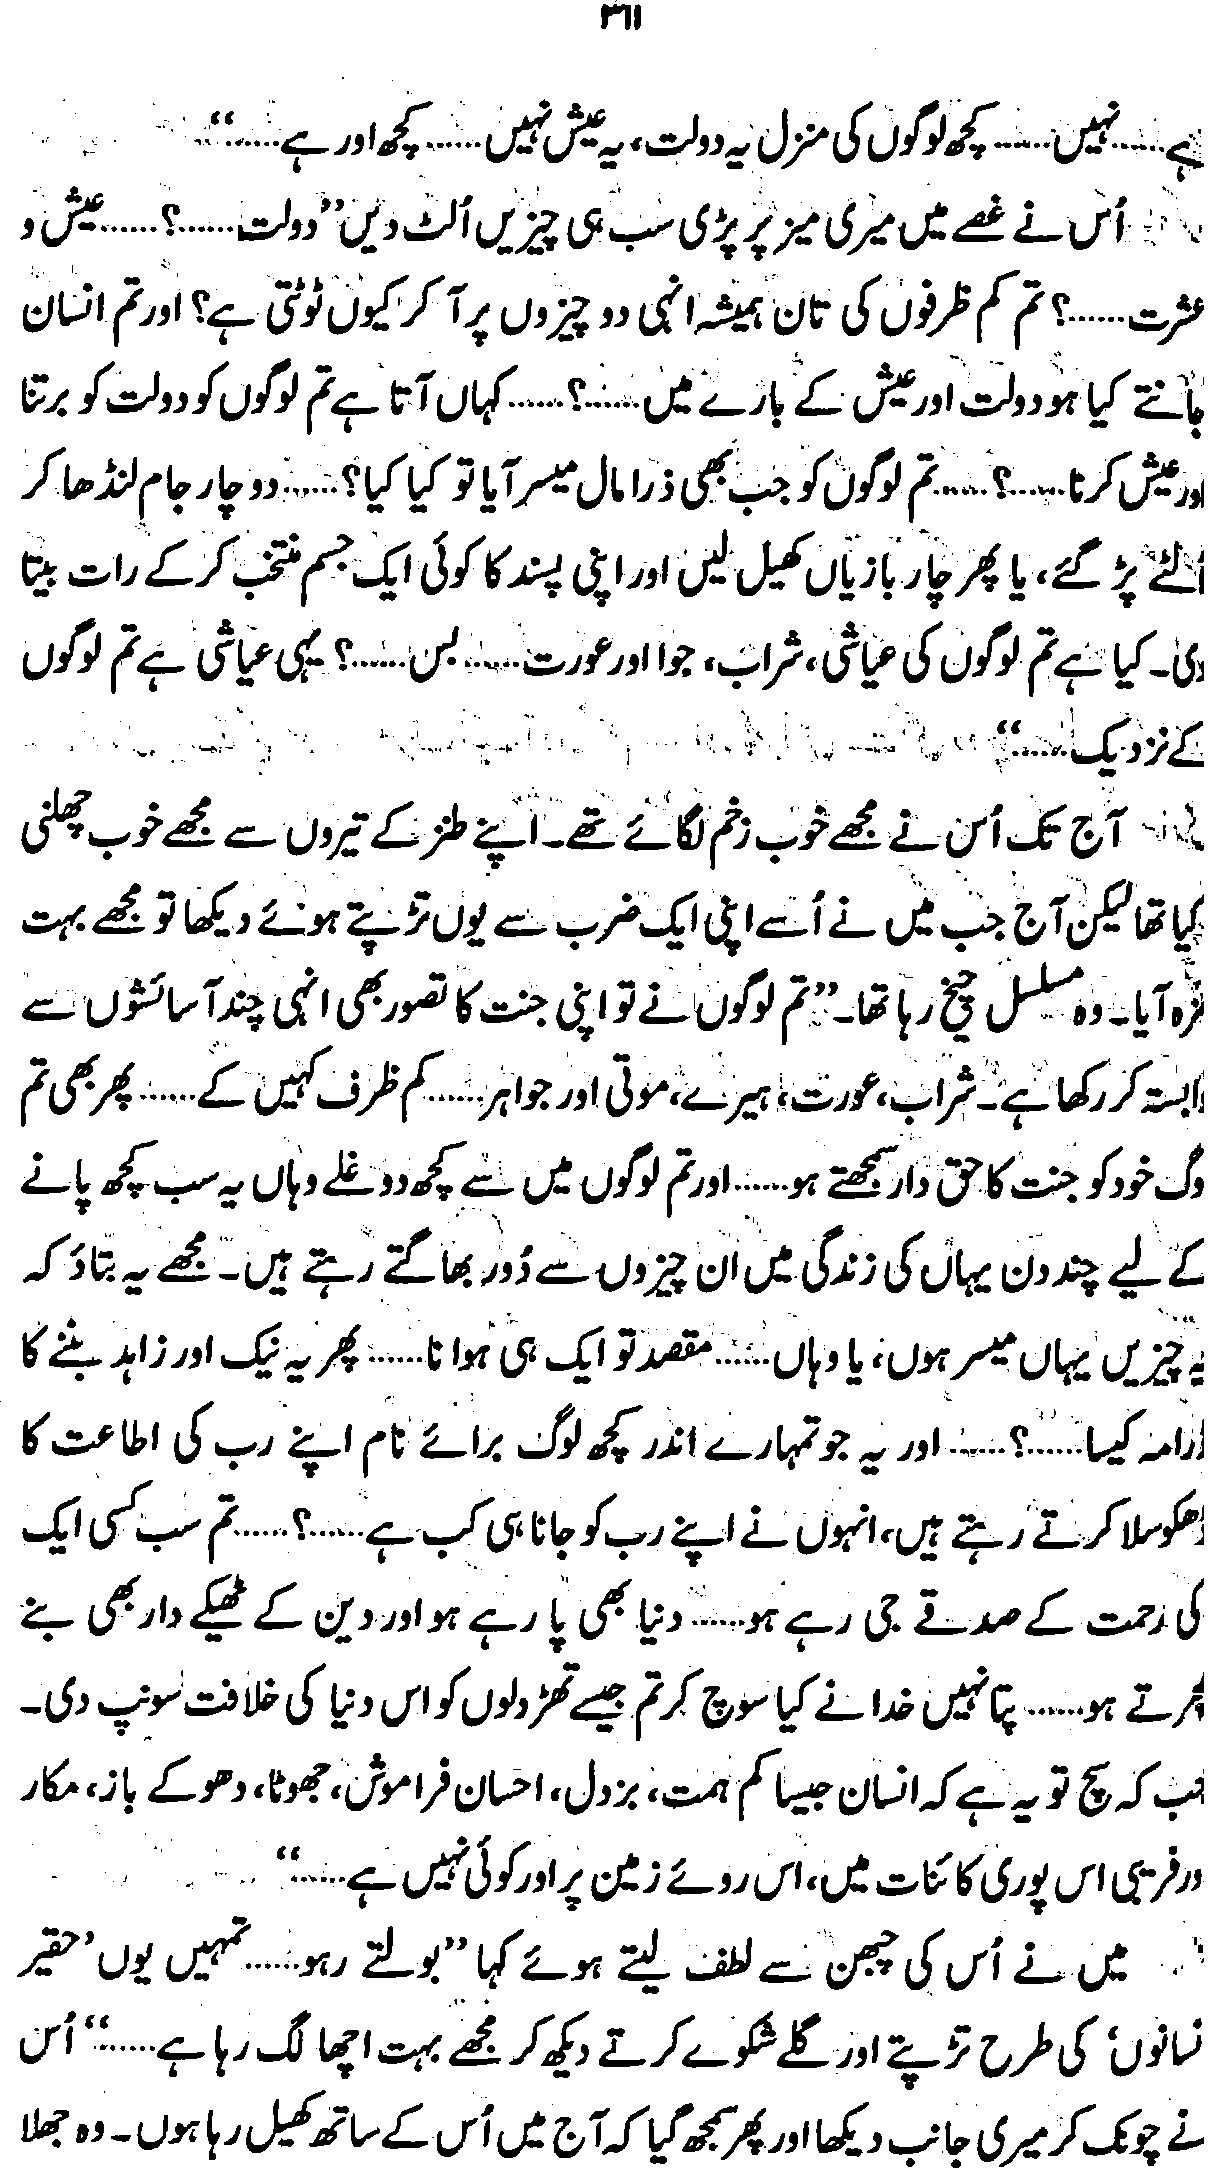 ۳۶۱
ہے......نہیں...... کچھ لوگوں کی منزل یہ دولت، یہ عیش نہیں...... کچھ اور ہے......“
اُس نے غصے میں میری میز پر پڑی سب ہی چیزیں اُلٹ دیں ”دولت......؟......عیش و
عشرت......؟ تم کم ظرفوں کی تان ہمیشہ انہی دو چیزوں پر آ کر کیوں ٹوٹتی ہے؟ اور تم انسان
جانتے کیا ہو دولت اور عیش کے بارے میں......؟......کہاں آتا ہے تم لوگوں کو دولت کو برتنا
اور عیش کرنا......؟......تم لوگوں کو جب بھی ذرا مال میسر آیا تو کیا کیا؟......دو چار جام لنڈھا کر
اُلٹے پڑ گئے، یا پھر چار بازیاں کھیل لیں اور اپنی پسند کا کوئی ایک جسم منتخب کر کے رات بیتا
دی۔ کیا ہے تم لوگوں کی عیاشی، شراب، جوا اور عورت...... بس......؟ یہی عیاشی ہے تم لوگوں
کے نزدیک......“
آج تک اُس نے مجھے خوب زخم لگائے تھے۔ اپنے طنز کے تیروں سے مجھے خوب چھلنی
کیا تھا لیکن آج جب میں نے اُسے اپنی ایک ضرب سے یوں تڑپتے ہوئے دیکھا تو مجھے بہت
مزہ آیا۔ وہ مسلسل چیخ رہا تھا۔ ”تم لوگوں نے تو اپنی جنت کا تصور بھی انہی چند آسائشوں سے
وابستہ کر رکھا ہے۔ شراب، عورت، ہیرے، موتی اور جواہر......کم ظرف کہیں کے...... پھر بھی تم
لوگ خود کو جنت کا حق دار سمجھتے ہو......اور تم لوگوں میں سے کچھ دو غلے وہاں یہ سب کچھ پانے
کے لیے چند دن یہاں کی زندگی میں ان چیزوں سے دُور بھاگتے رہتے ہیں۔ مجھے یہ بتاؤ کہ
یہ چیزیں یہاں میسر ہوں، یا وہاں......مقصد تو ایک ہی ہوا نا...... پھر یہ نیک اور زاہد بننے کا
ڈرامہ کیسا......؟...... اور یہ جو تمہارے اندر کچھ لوگ برائے نام اپنے رب کی اطاعت کا
ڈھکوسلا کرتے رہتے ہیں، انہوں نے اپنے رب کو جانا ہی کب ہے......؟......تم سب کسی ایک
کی رحمت کے صدقے جی رہے ہو...... دنیا بھی پا رہے ہو اور دین کے ٹھیکے دار بھی بنے
پھرتے ہو...... پتا نہیں خدا نے کیا سوچ کر تم جیسے تھڑدلوں کو اس دنیا کی خلافت سونپ دی۔
جب کہ سچ تو یہ ہے کہ انسان جیسا کم ہمت، بزدل، احسان فراموش، جھوٹا، دھوکے باز، مکار
اور فریبی اس پوری کائنات میں، اس روئے زمین پر اور کوئی نہیں ہے......“
میں نے اُس کی چبھن سے لطف لیتے ہوئے کہا ”بولتے رہو......تمہیں یوں ’حقیر
انسانوں‘ کی طرح تڑپتے اور گلے شکوے کرتے دیکھ کر مجھے بہت اچھا لگ رہا ہے......“ اُس
نے چونک کر میری جانب دیکھا اور پھر سمجھ گیا کہ آج میں اُس کے ساتھ کھیل رہا ہوں۔ وہ جھلا